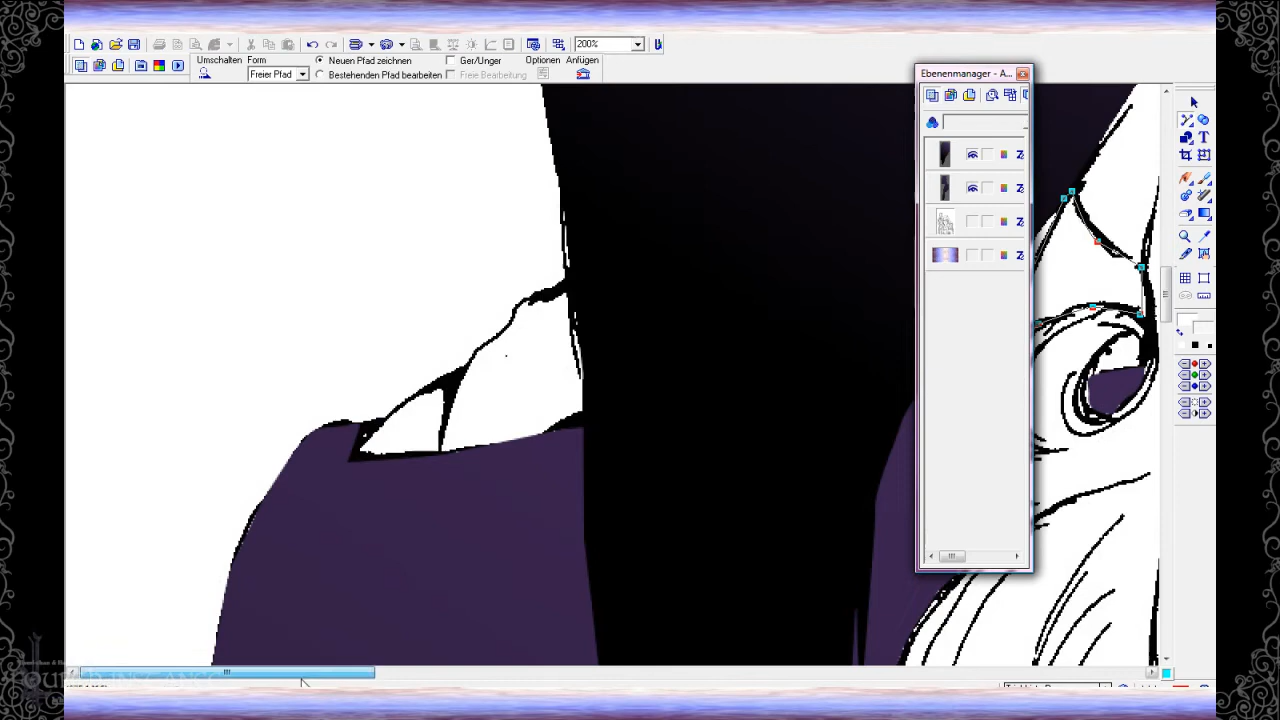 200%
Umschalten Form Neuen Pfad zeichnen Ger/Unger Optionen Anfügen
Freier Pfad Bestehenden Pfad bearbeiten Freie Bearbeitung
Ebenenmanager - A...